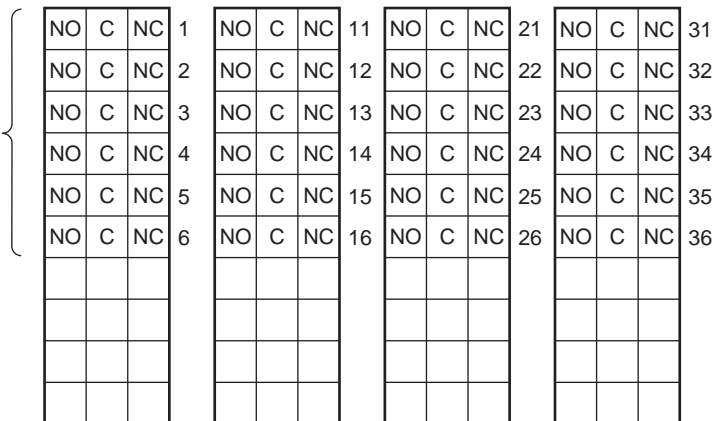 NO C NC 1 NO C NC 11 NO C NC 21 NO C NC 31
NO C NC 2 NO C NC 12 NO C NC 22 NO C NC 32
NO C NC 3 NO C NC 13 NO C NC 23 NO C NC 33
NO C NC 4 NO C NC 14 NO C NC 24 NO C NC 34
NO C NC 5 NO C NC 15 NO C NC 25 NO C NC 35
NO C NC 6 NO C NC 16 NO C NC 26 NO C NC 36